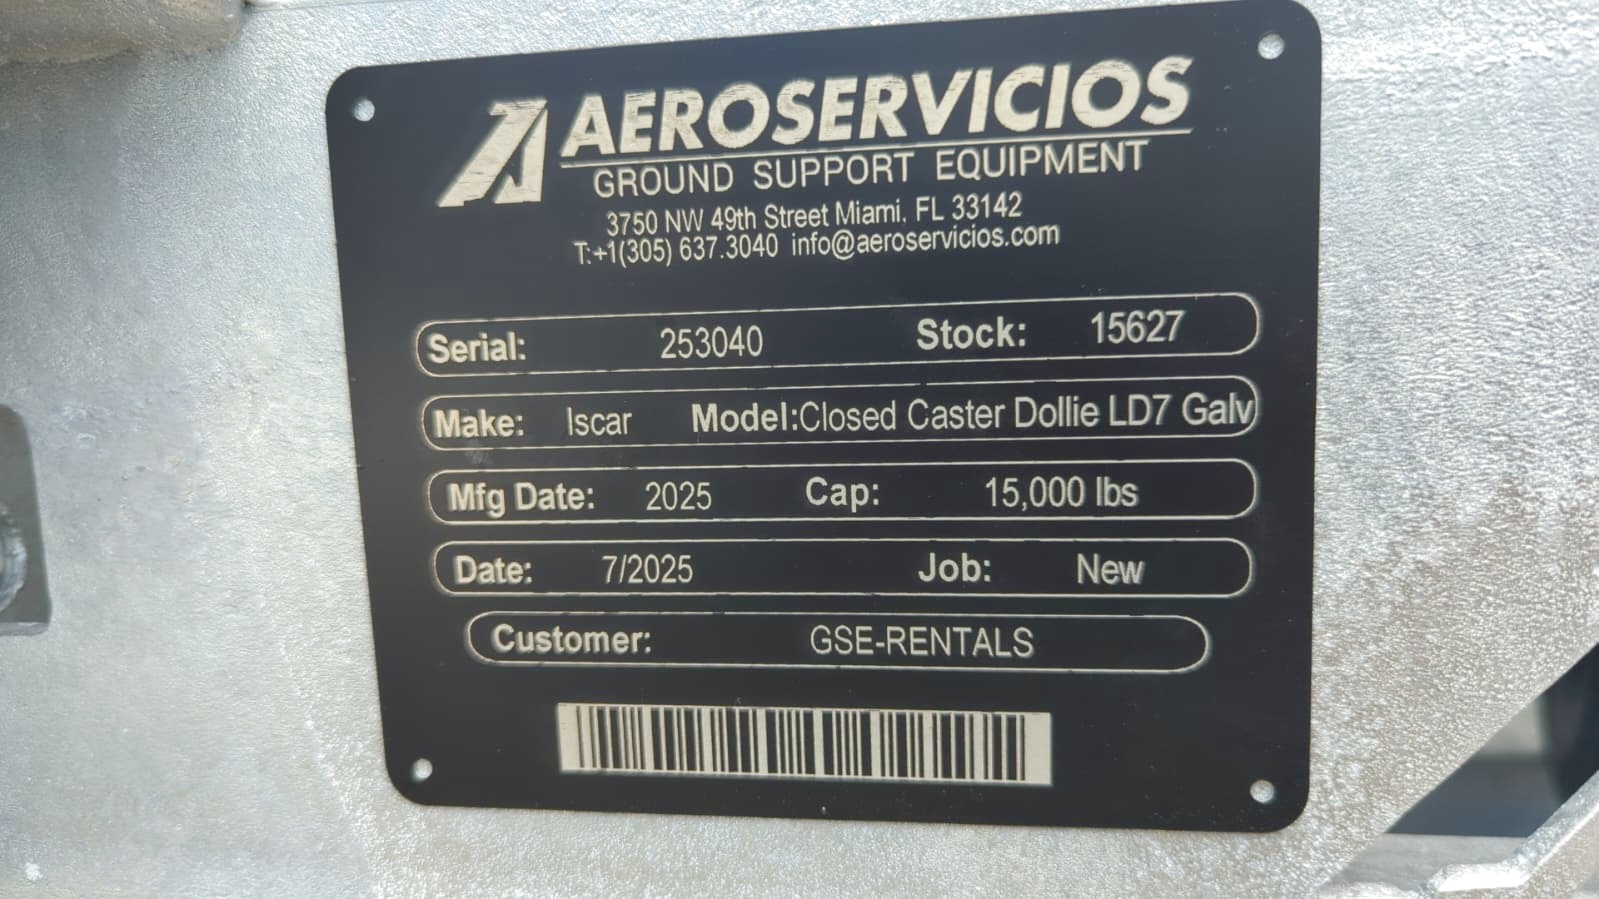 AEROSERVICIOS
GROUND SUPPORT EQUIPMENT
3750 NW 49th Street Miami, FL 33142
T:+1(305) 637.3040 info@aeroservicios.com
Serial: 253040 Stock: 15627
Make: Iscar Model:Closed Caster Dollie LD7 Galv
Mfg Date: 2025 Cap: 15,000 lbs
Date: 7/2025 Job: New
Customer: GSE-RENTALS